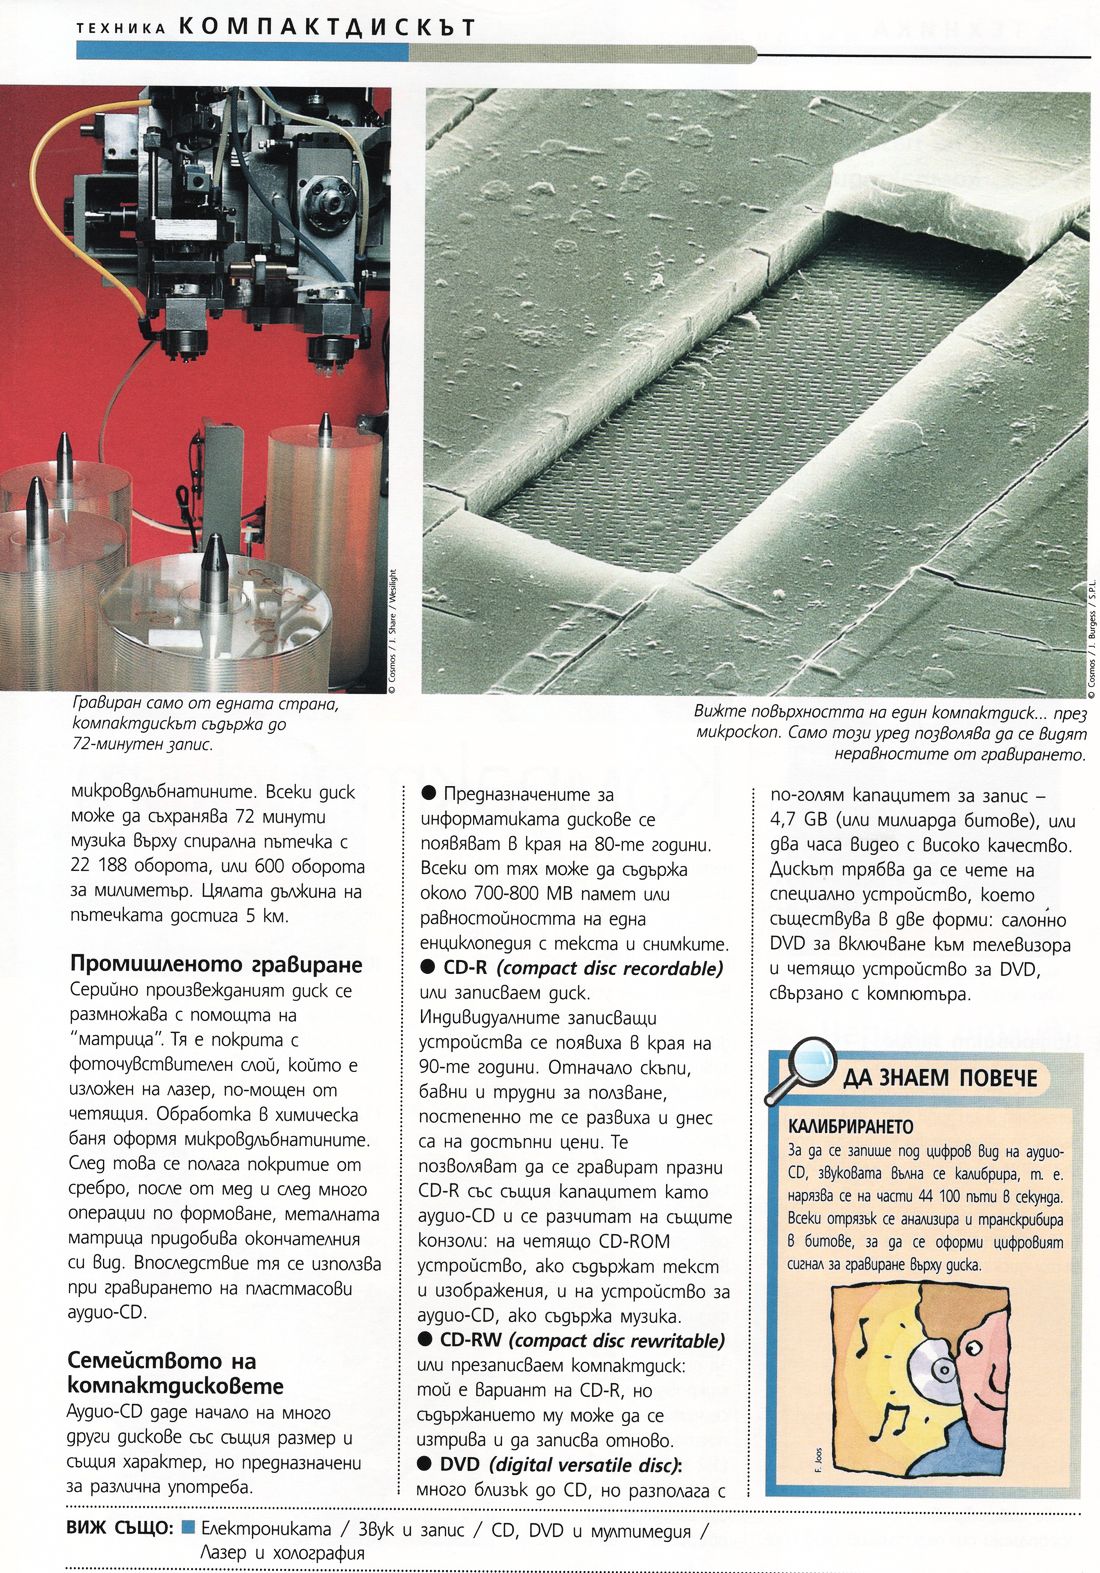 ТЕХНИКА КОМПАКТДИСКЪТ
© Cosmos / J. Share / Wesilight
© Cosmos / J. Burgess / S.P.L.
Гравиран само от едната страна,
компактдискът съдържа до
72-минутен запис.
Вижте повърхността на един компактдиск... през
микроскоп. Само този уред позволява да се видят
неравностите от гравирането.
микровдлъбнатините. Всеки диск
може да съхранява 72 минути
музика върху спирална пътечка с
22 188 оборота, или 600 оборота
за милиметър. Цялата дължина на
пътечката достига 5 км.
Промишленото гравиране
Серийно произвежданият диск се
размножава с помощта на
“матрица”. Тя е покрита с
фоточувствителен слой, който е
изложен на лазер, по-мощен от
четящия. Обработка в химическа
баня оформя микровдлъбнатините.
След това се полага покритие от
сребро, после от мед и след много
операции по формоване, металната
матрица придобива окончателния
си вид. Впоследствие тя се използва
при гравирането на пластмасови
аудио-CD.
Семейството на
компактдисковете
Аудио-CD даде начало на много
други дискове със същия размер и
същия характер, но предназначени
за различна употреба.
● Предназначените за
информатиката дискове се
появяват в края на 80-те години.
Всеки от тях може да съдържа
около 700-800 MB памет или
равностойността на една
енциклопедия с текста и снимките.
● CD-R (compact disc recordable)
или записваем диск.
Индивидуалните записващи
устройства се появиха в края на
90-те години. Отначало скъпи,
бавни и трудни за ползване,
постепенно те се развиха и днес
са на достъпни цени. Те
позволяват да се гравират празни
CD-R със същия капацитет като
аудио-CD и се разчитат на същите
конзоли: на четящо CD-ROM
устройство, ако съдържат текст
и изображения, и на устройство за
аудио-CD, ако съдържа музика.
● CD-RW (compact disc rewritable)
или презаписваем компактдиск:
той е вариант на CD-R, но
съдържанието му може да се
изтрива и да записва отново.
● DVD (digital versatile disc):
много близък до CD, но разполага с
по-голям капацитет за запис –
4,7 GB (или милиарда битове), или
два часа видео с високо качество.
Дискът трябва да се чете на
специално устройство, което
съществува в две форми: салонно
DVD за включване към телевизора
и четящо устройство за DVD,
свързано с компютъра.
ДА ЗНАЕМ ПОВЕЧЕ
КАЛИБРИРАНЕТО
За да се запише под цифров вид на аудио-
CD, звуковата вълна се калибрира, т. е.
нарязва се на части 44 100 пъти в секунда.
Всеки отрязък се анализира и транскрибира
в битове, за да се оформи цифровият
сигнал за гравиране върху диска.
F. Joos
ВИЖ СЪЩО: Електрониката / Звук и запис / CD, DVD и мултимедия /
Лазер и холография